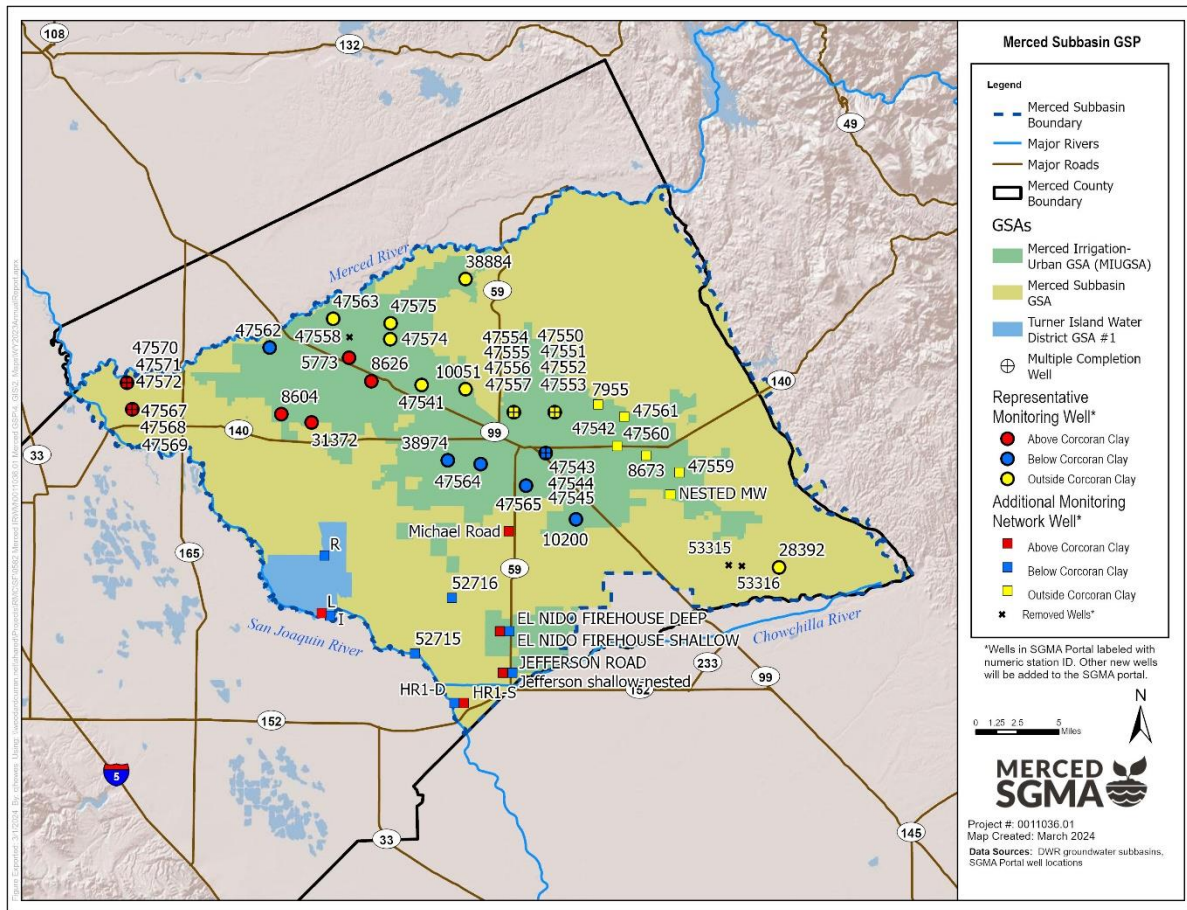 108
132
49
Merced River
38884
59
47563
47575
47558
47574
47562
5773
8626
47570
47571
47572
47554
47555
47556
47557
47550
47551
47552
47553
10051
47541
7955
140
8604
47561
47567
47568
47569
140
31372
99
47542
47560
33
38974
47564
8673
47559
47543
47544
47545
NESTED MW
47565
Michael Road
10200
R
165
53315
28392
53316
59
52716
L
I
EL NIDO FIREHOUSE DEEP
EL NIDO FIREHOUSE SHALLOW
Chowchilla River
San Joaquin River
52715
JEFFERSON ROAD
Jefferson shallow-nested
233
99
HR1-D
HR1-S
152
152
5
33
145
Merced Subbasin GSP
Legend
Merced Subbasin
Boundary
Major Rivers
Major Roads
Merced County
Boundary
GSAs
Merced Irrigation-
Urban GSA (MIUGSA)
Merced Subbasin
GSA
Turner Island Water
District GSA #1
Multiple Completion
Well
Representative
Monitoring Well*
Above Corcoran Clay
Below Corcoran Clay
Outside Corcoran Clay
Additional Monitoring
Network Well*
Above Corcoran Clay
Below Corcoran Clay
Outside Corcoran Clay
Removed Wells*
*Wells in SGMA Portal labeled with
numeric station ID. Other new wells
will be added to the SGMA portal.
N
0 1.25 2.5 5
Miles
MERCED
SGMA
Project #: 0011036.01
Map Created: March 2024
Data Sources: DWR groundwater subbasins,
SGMA Portal well locations